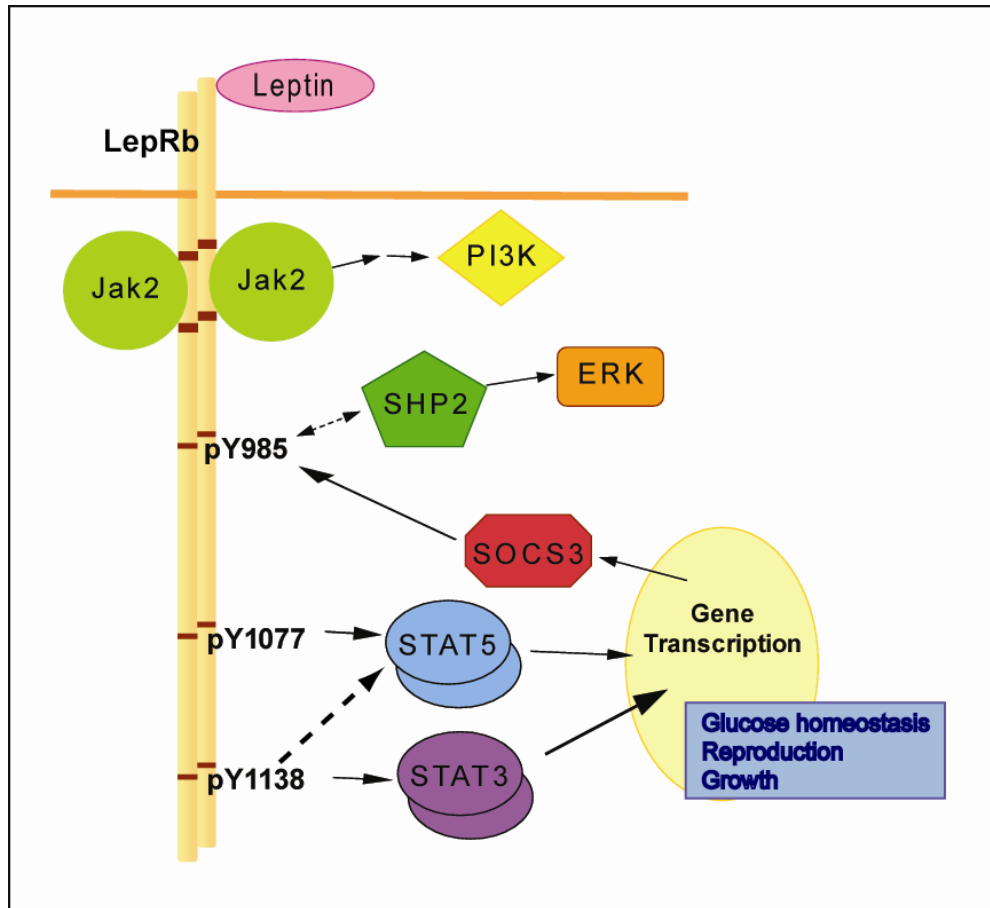 Leptin
LepRb
Jak2
Jak2
PI3K
SHP2
ERK
pY985
SOCS3
Gene
Transcription
pY1077
STAT5
Glucose homeostasis
Reproduction
Growth
pY1138
STAT3